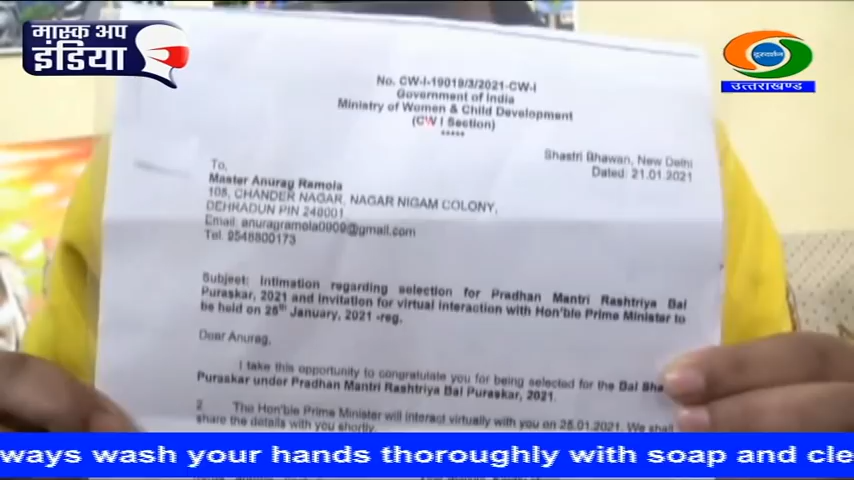 मास्क अप
इंडिया
दूरदर्शन
उत्तराखण्ड
No. CW-I-19019/3/2021-CW-I
Government of India
Ministry of Women & Child Development
(CW I Section)
*****
Shastri Bhawan, New Delhi
Dated: 21.01.2021
To,
Master Anurag Ramola
108, CHANDER NAGAR, NAGAR NIGAM COLONY,
DEHRADUN PIN 248001
Email: anuragramola0909@gmail.com
Tel. 9546800173
Subject: Intimation regarding selection for Pradhan Mantri Rashtriya Bal
Puraskar, 2021 and invitation for virtual interaction with Hon'ble Prime Minister to
be held on 25th January, 2021 -reg.
Dear Anurag,
I take this opportunity to congratulate you for being selected for the Bal Sha
Puraskar under Pradhan Mantri Rashtriya Bal Puraskar, 2021.
2 The Hon'ble Prime Minister will interact virtually with you on 25.01.2021. We shall
share the details with you shortly.
ways wash your hands thoroughly with soap and cle